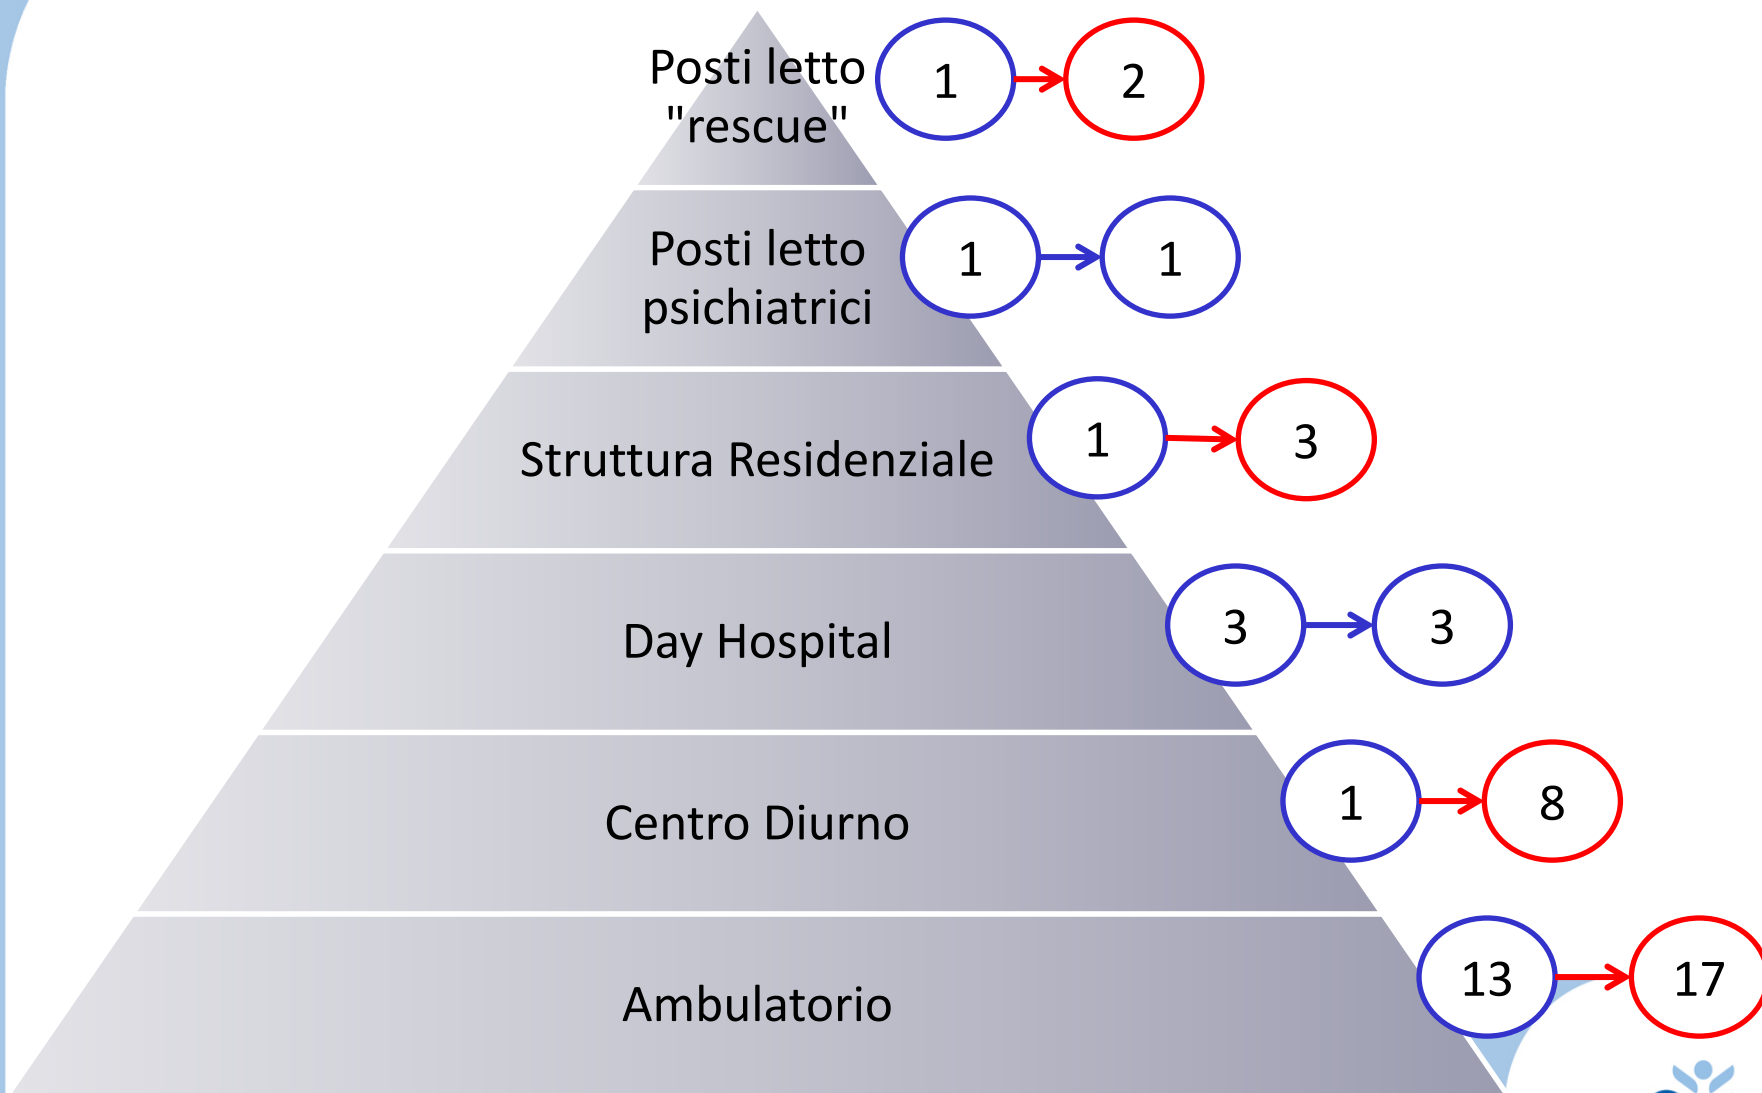 Posti letto
"rescue"
1 2
Posti letto
psichiatrici
1 1
Struttura Residenziale
1 3
Day Hospital
3 3
Centro Diurno
1 8
Ambulatorio
13 17